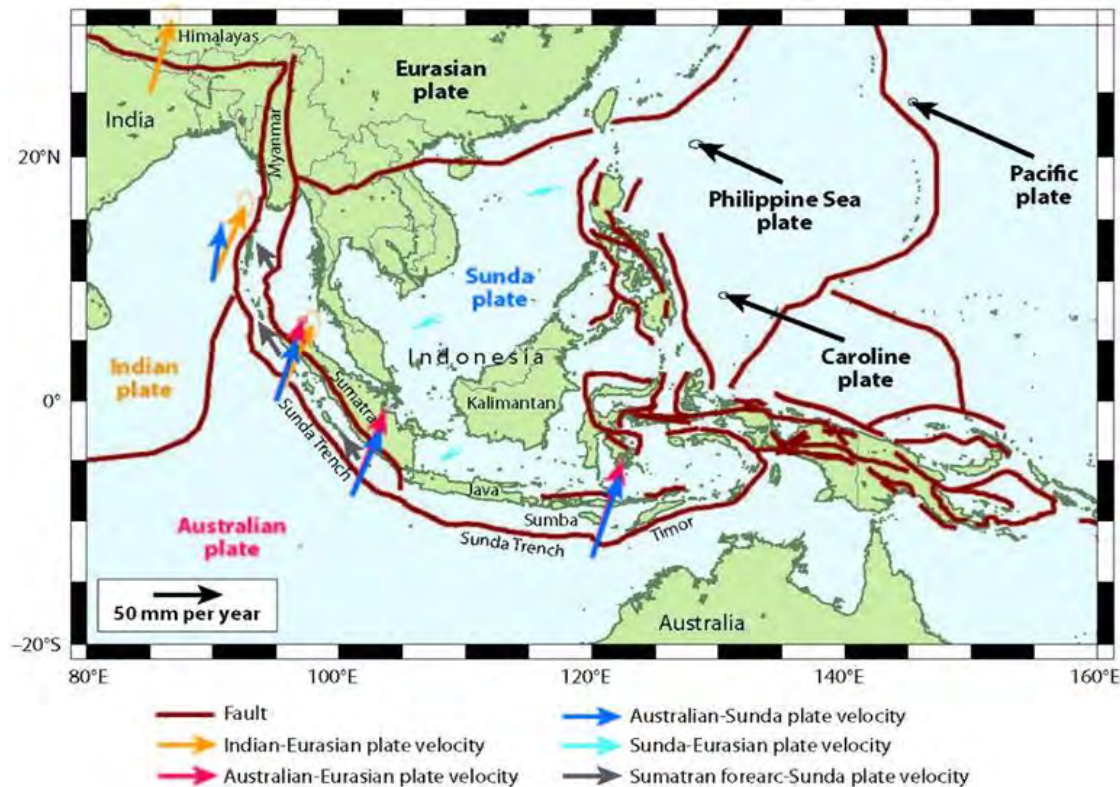 Himalayas
Eurasian
plate
India
Myanmar
20°N
Philippine Sea
plate
Pacific
plate
Sunda
plate
Indian
plate
Indonesia
Caroline
plate
Kalimantan
0°
Sumatra
Sunda Trench
Java
Sumba
Timor
Sunda Trench
Australian
plate
50 mm per year
Australia
–20°S
80°E
100°E
120°E
140°E
160°E
Fault
Indian-Eurasian plate velocity
Australian-Eurasian plate velocity
Australian-Sunda plate velocity
Sunda-Eurasian plate velocity
Sumatran forearc-Sunda plate velocity